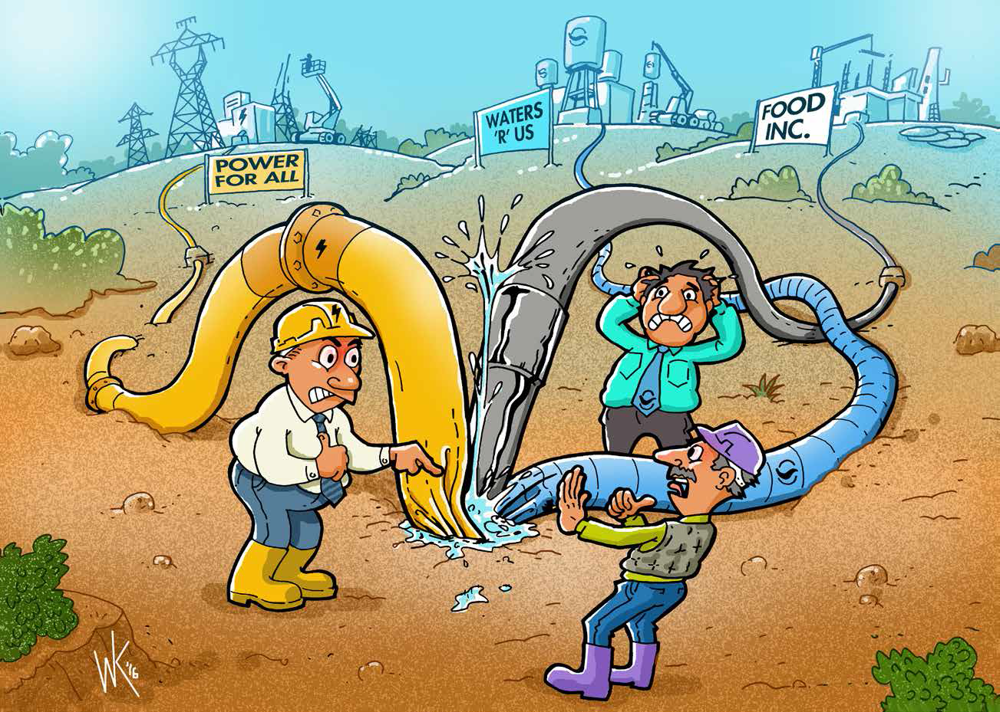 POWER
FOR ALL
WATERS
'R' US
FOOD
INC.
WK '16